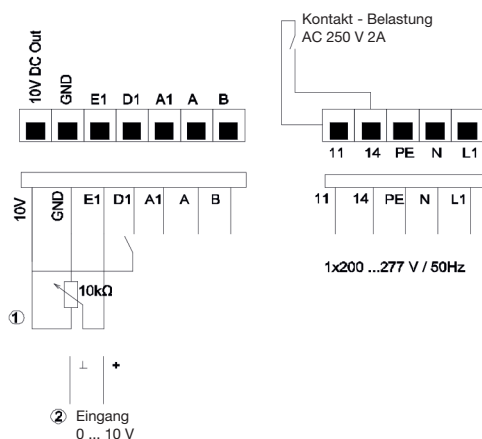 Kontakt - Belastung
AC 250 V 2A
10V DC Out
GND
E1 D1 A1 A B
11 14 PE N L1
10V
GND
E1 D1 A1 A B
11 14 PE N L1
10kΩ
1x200 ...277 V / 50Hz
①
⊥ +
② Eingang
0 ... 10 V